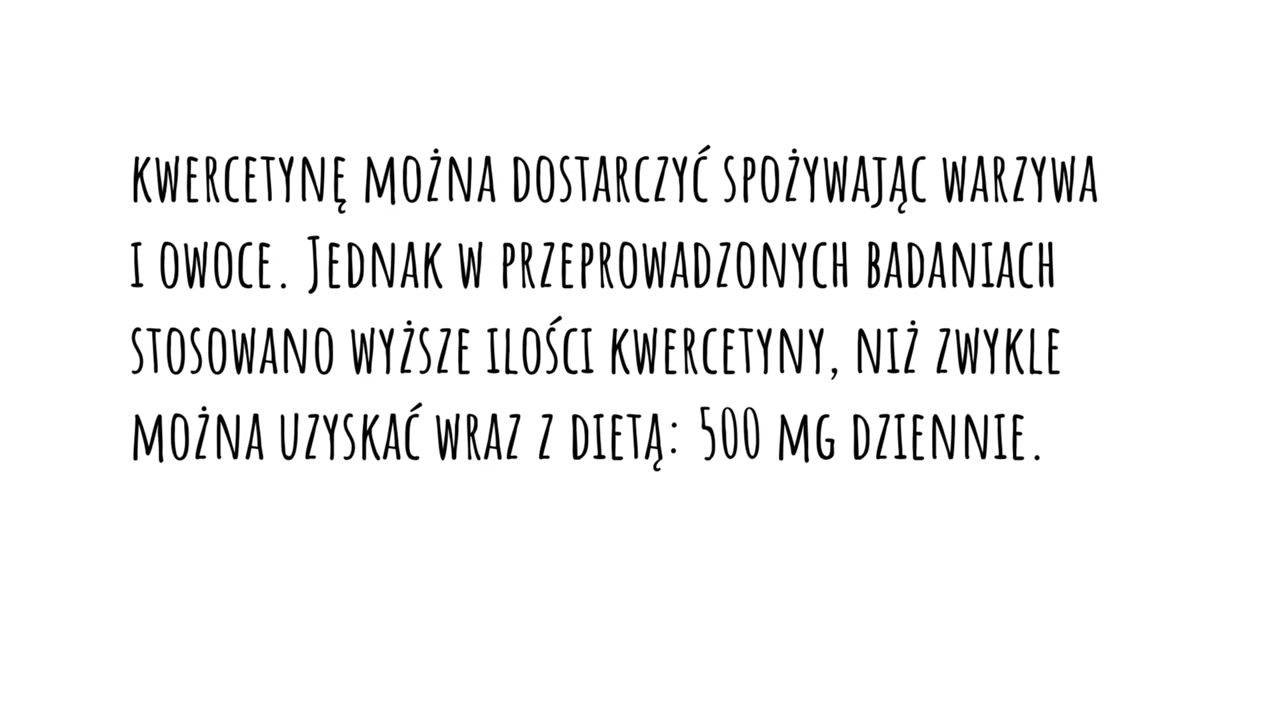 kwercetynę można dostarczyć spożywając warzywa
i owoce. Jednak w przeprowadzonych badaniach
stosowano wyższe ilości kwercetyny, niż zwykle
można uzyskać wraz z dietą: 500 mg dziennie.